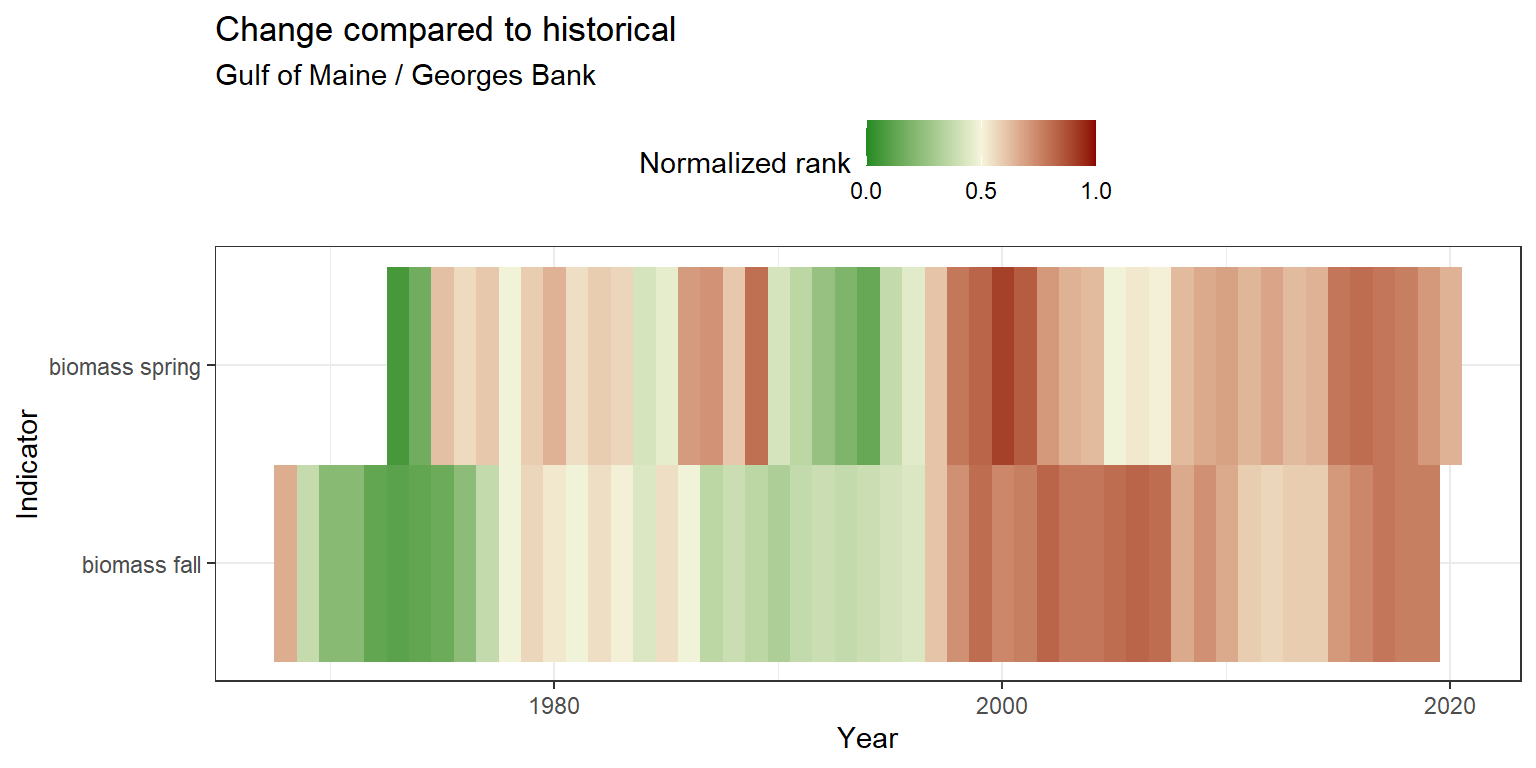 Change compared to historical
Gulf of Maine / Georges Bank
Normalized rank
0.0 0.5 1.0
Indicator
biomass spring
biomass fall
1980 2000 2020
Year